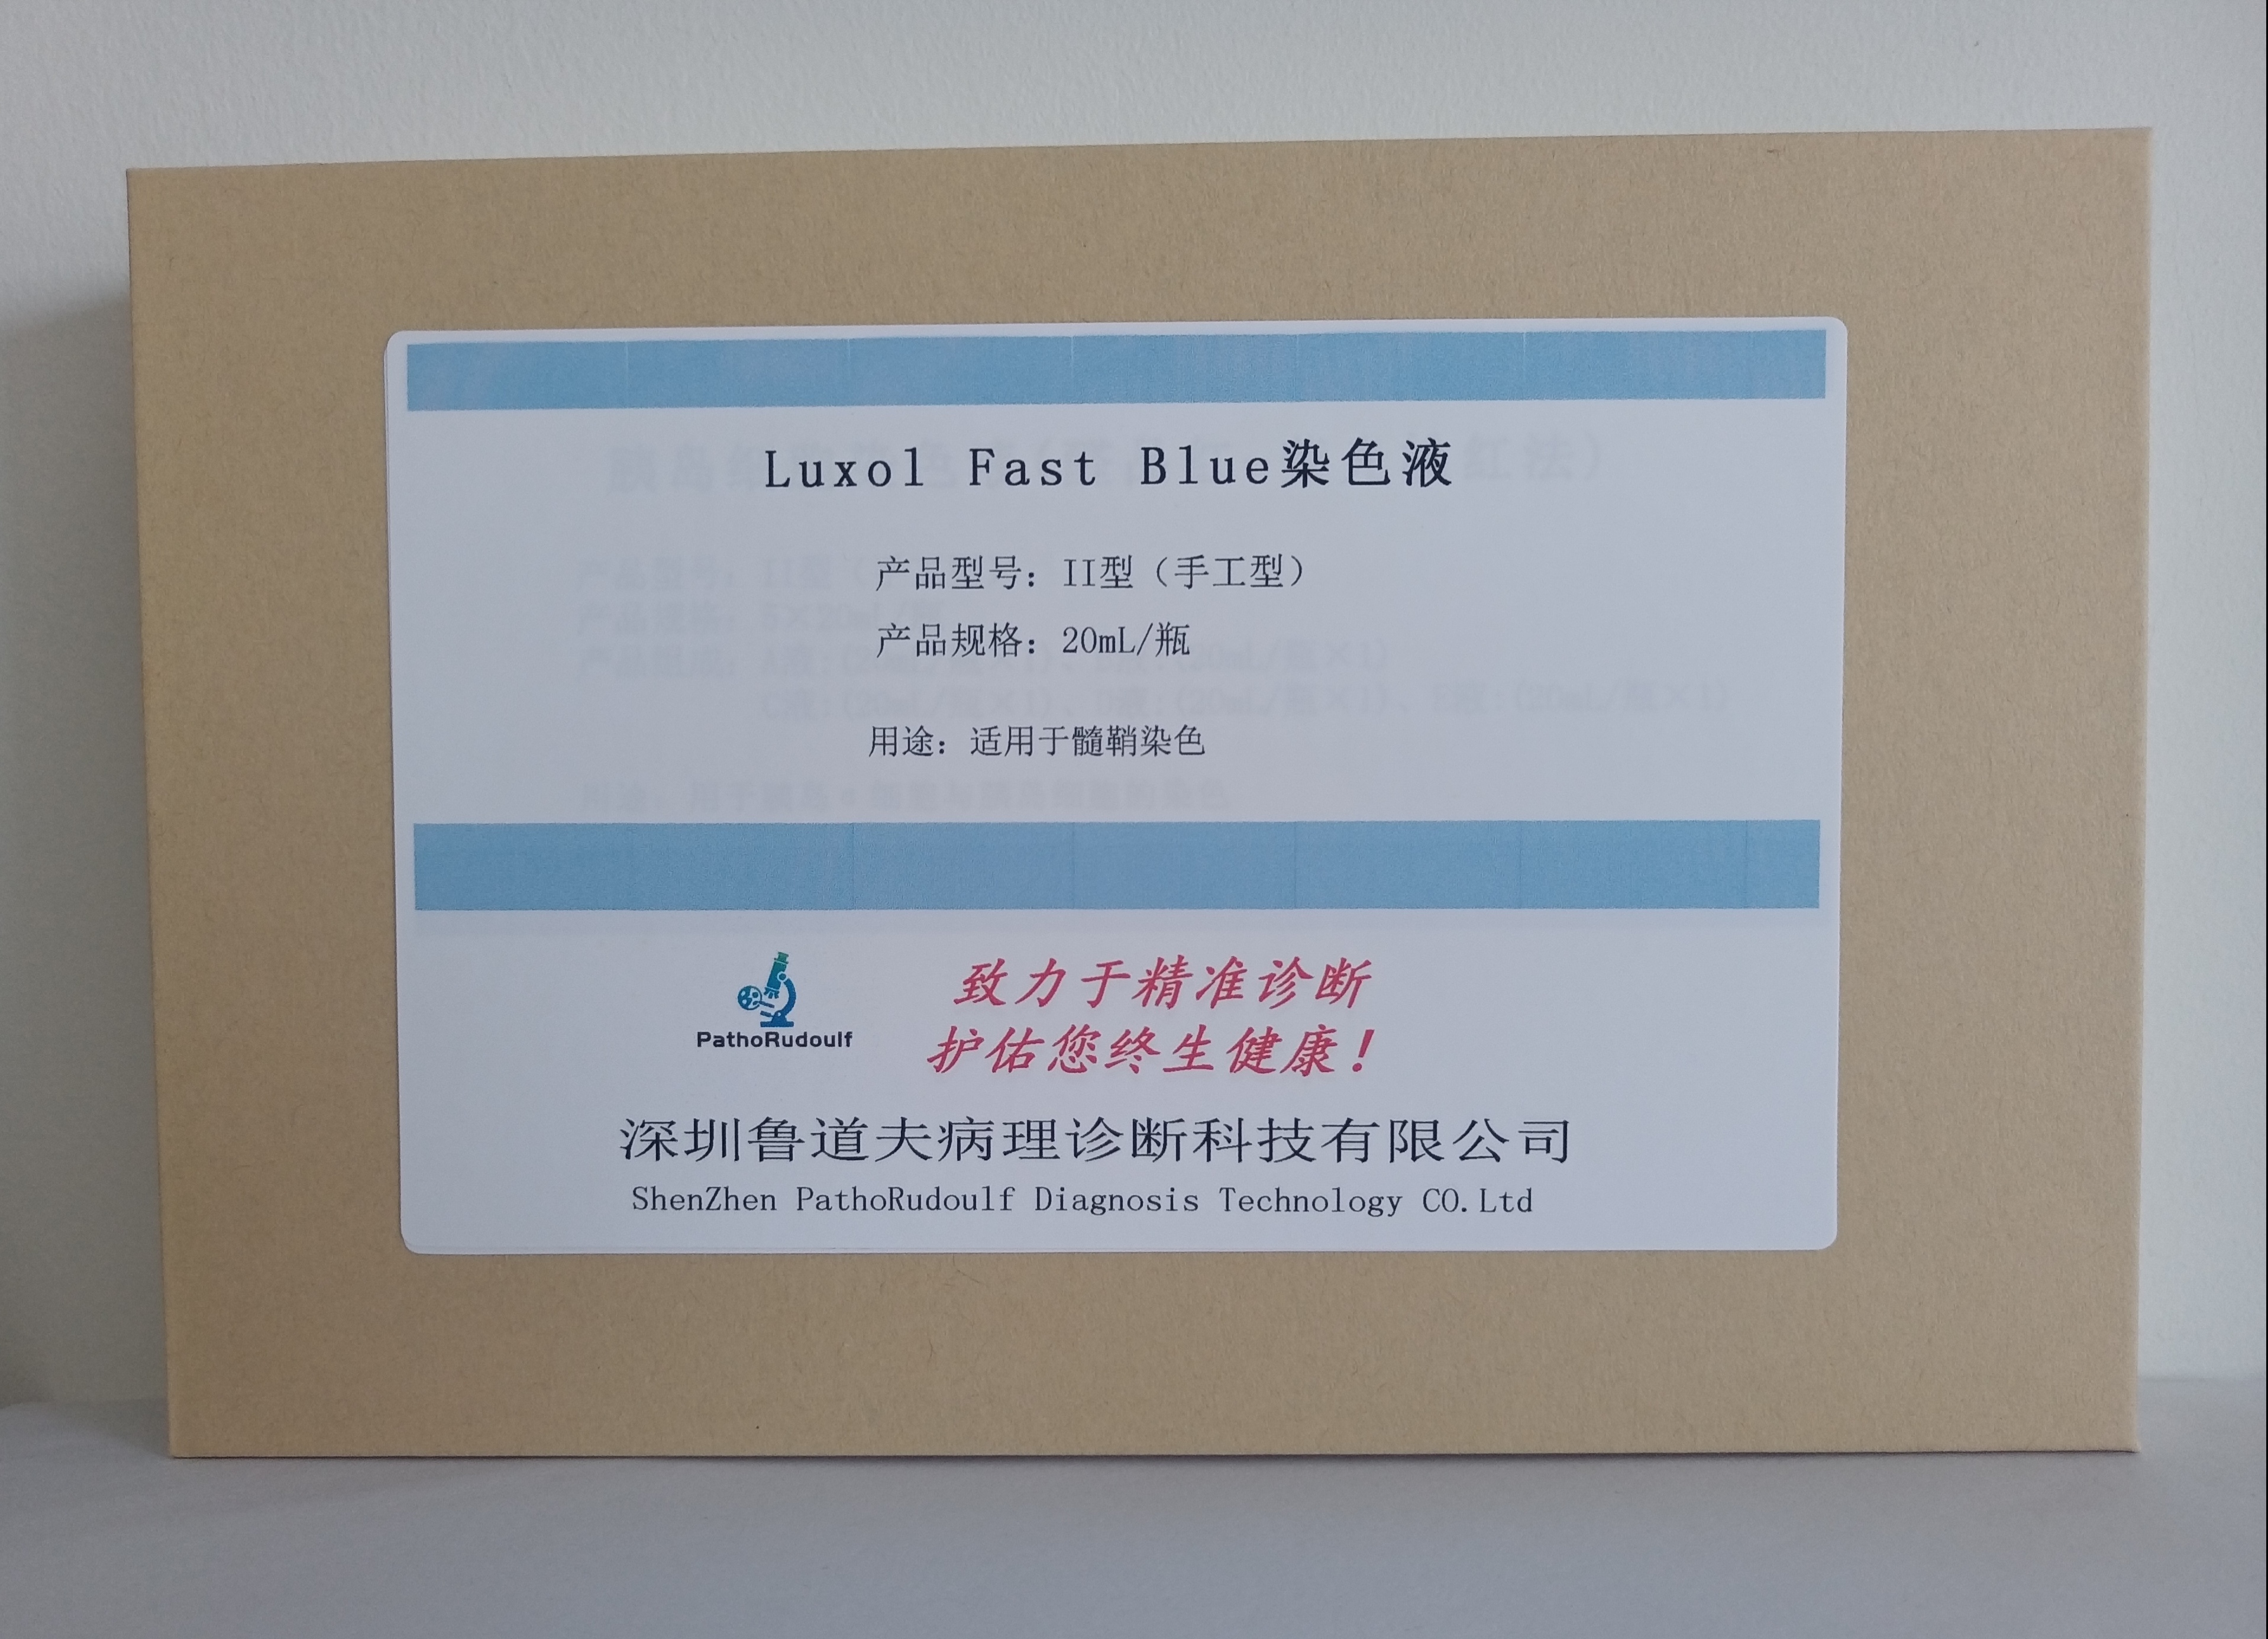 Luxol Fast Blue染色液
产品型号：II型（手工型）
产品规格：20mL/瓶
用途：适用于髓鞘染色
PathoRudoulf
致力于精准诊断
护佑您终生健康！
深圳鲁道夫病理诊断科技有限公司
ShenZhen PathoRudoulf Diagnosis Technology CO.Ltd